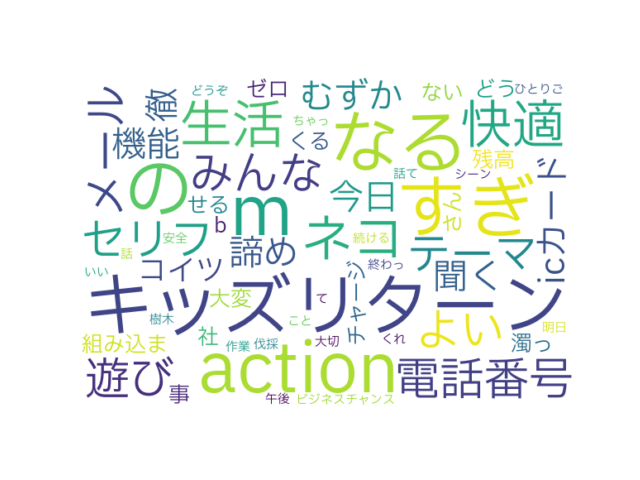 どうぞ
ゼロ
むずか
ない
どう
ひとりご
メール
徹
生活
ちゃっ
なる
快適
機能
くる
残高
みんな
話て
シーン
の
せる
m
今日
すぎ
さん
icカード
b
セリフ
安全
諦め
ネコ
続ける
テーマ
話
コイツ
終わっ
聞く
いい
キッズリターン
大変
て
チャージ
樹木
こと
よい
明日
組み込ま
社
作業
伐採
大切
くれ
濁っ
遊び
事
action
電話番号
午後
ビジネスチャンス